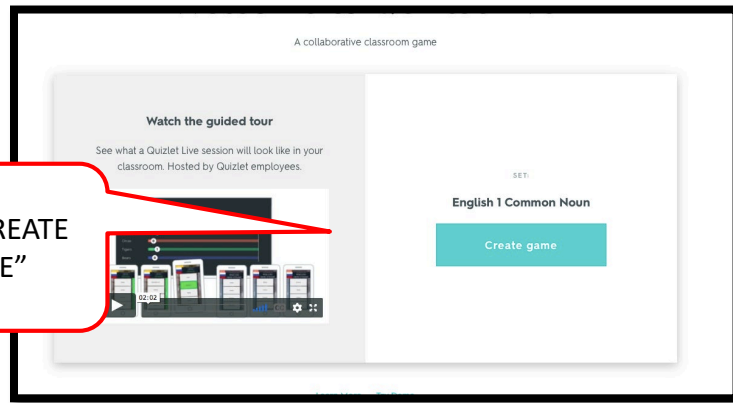 A collaborative classroom game
Watch the guided tour
See what a Quizlet Live session will look like in your
classroom. Hosted by Quizlet employees.
REATE
E”
02:02
SET:
English 1 Common Noun
Create game